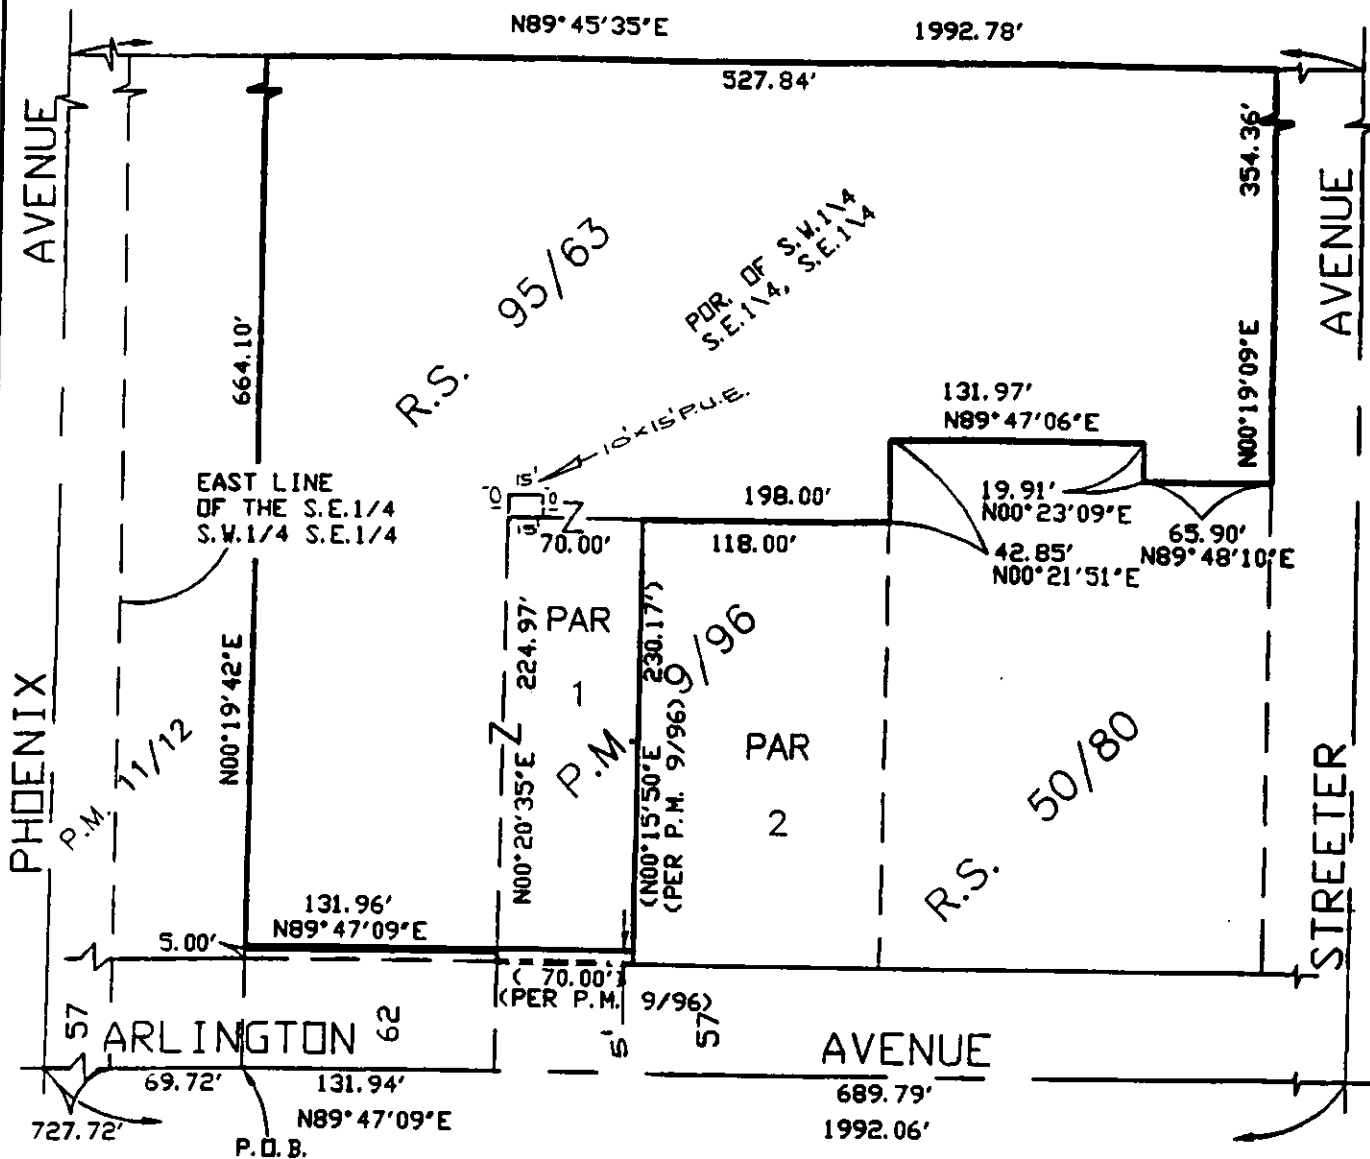 N89°45'35"E 1992.78'
527.84'
AVENUE
354.36'
AVENUE
R.S. 95/63
POR. OF S.W.1\4
S.E.1\4, S.E.1\4
664.10'
N00°19'09"E
10'x15' P.U.E.
131.97'
N89°47'06"E
EAST LINE
OF THE S.E.1/4
S.W.1/4 S.E.1/4
15'
10
10
15'
198.00'
19.91'
N00°23'09"E
70.00'
118.00'
42.85'
N00°21'51"E
65.90'
N89°48'10"E
PAR
1
N00°20'35"E 224.97'
(N00°15'50"E 230.17')
(PER P.M. 9/96)
P.M. 9/96
PAR
2
R.S. 50/80
N00°19'42"E
PHOENIX
P.M. 11/12
STREETER
131.96'
N89°47'09"E
5.00'
( 70.00')
(PER P.M. 9/96)
57
ARLINGTON
62
5'
57
AVENUE
69.72'
131.94'
N89°47'09"E
689.79'
727.72'
1992.06'
P.O.B.